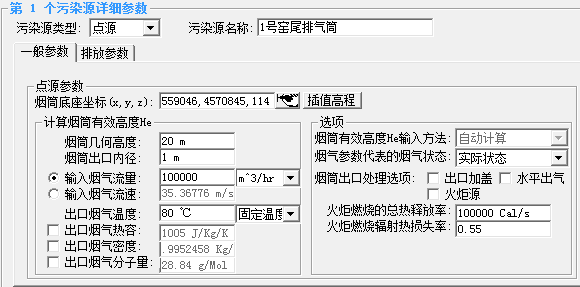 第 1 个污染源详细参数
污染源类型: 点源 污染源名称: 1号窑尾排气筒
一般参数 排放参数
点源参数
烟筒底座坐标(x,y,z): 559046,4570845,114 插值高程
计算烟筒有效高度He
烟筒几何高度: 20 m
烟筒出口内径: 1 m
输入烟气流量: 100000 m^3/hr
输入烟气流速: 35.36776 m/s
出口烟气温度: 80 ℃ 固定温度
出口烟气热容: 1005 J/Kg/K
出口烟气密度: .9952458 Kg/
出口烟气分子量: 28.84 g/Mol
选项
烟筒有效高度He输入方法: 自动计算
烟气参数代表的烟气状态: 实际状态
烟筒出口处理选项: 出口加盖 水平出气
火炬源
火炬燃烧的总热释放率: 100000 Cal/s
火炬燃烧辐射热损失率: 0.55